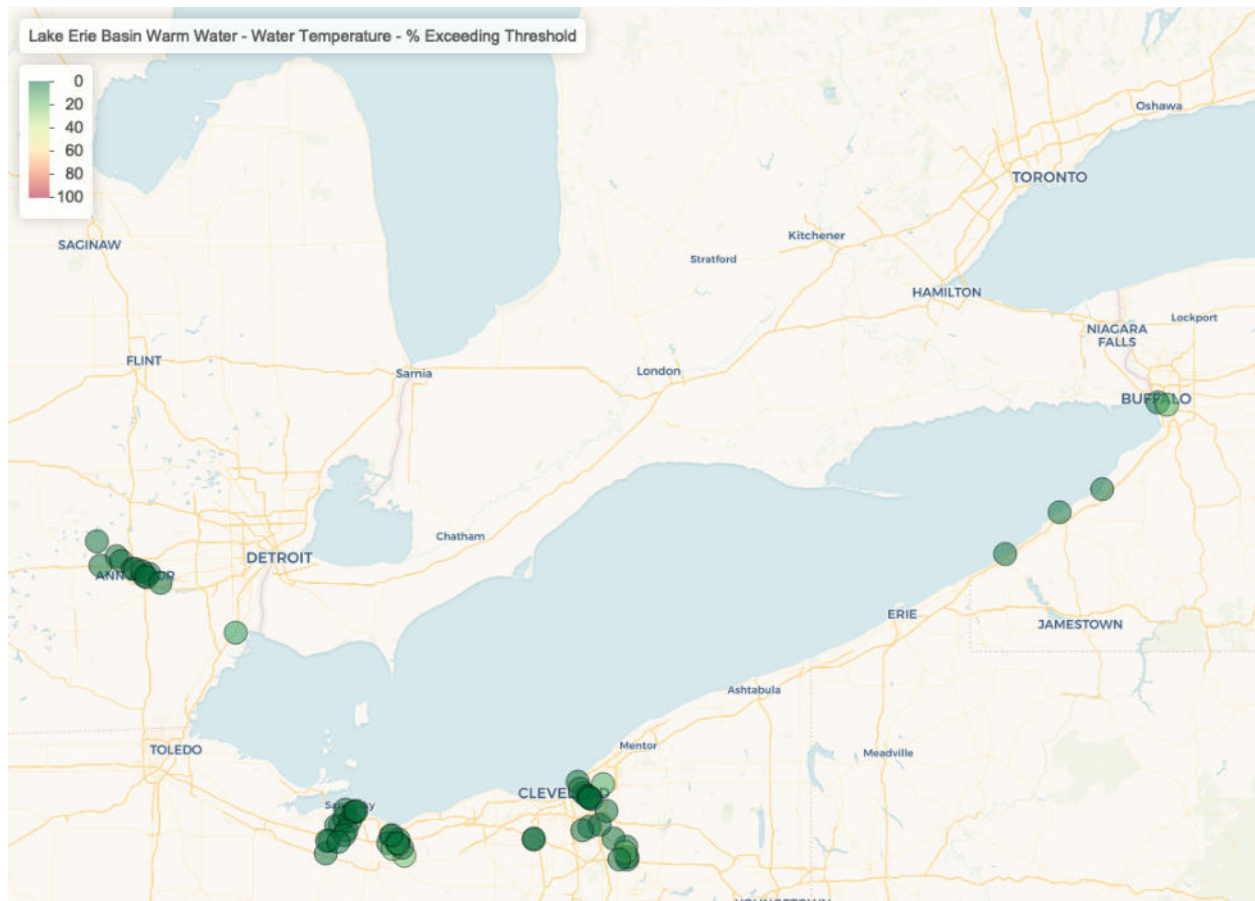 Lake Erie Basin Warm Water - Water Temperature - % Exceeding Threshold
0
20
40
60
80
100
Oshawa
TORONTO
SAGINAW
Kitchener
Stratford
HAMILTON
Lockport
NIAGARA
FALLS
FLINT
Sarnia
London
BUFFALO
Chatham
DETROIT
ERIE
JAMESTOWN
Ashtabula
TOLEDO
Mentor
Meadville